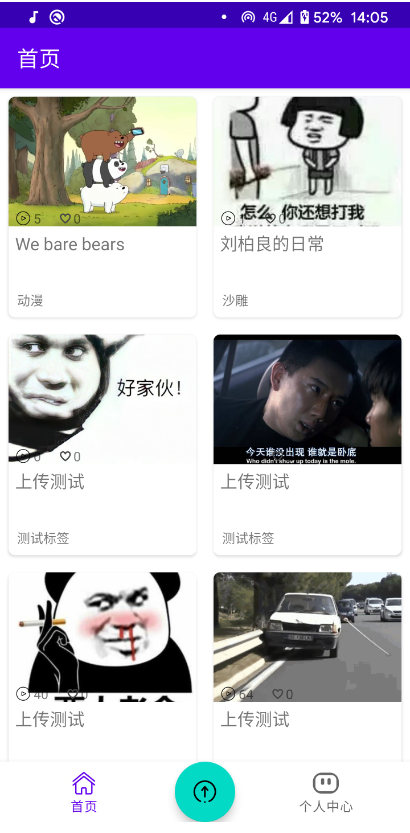 4G 52% 14:05
首页
怎么 你还想打我
5 0
We bare bears
刘柏良的日常
动漫
沙雕
好家伙!
今天谁没出现 谁就是卧底
Who didn't show up today is the mole.
0
上传测试
上传测试
测试标签
测试标签
40 0
64 0
上传测试
上传测试
首页
个人中心